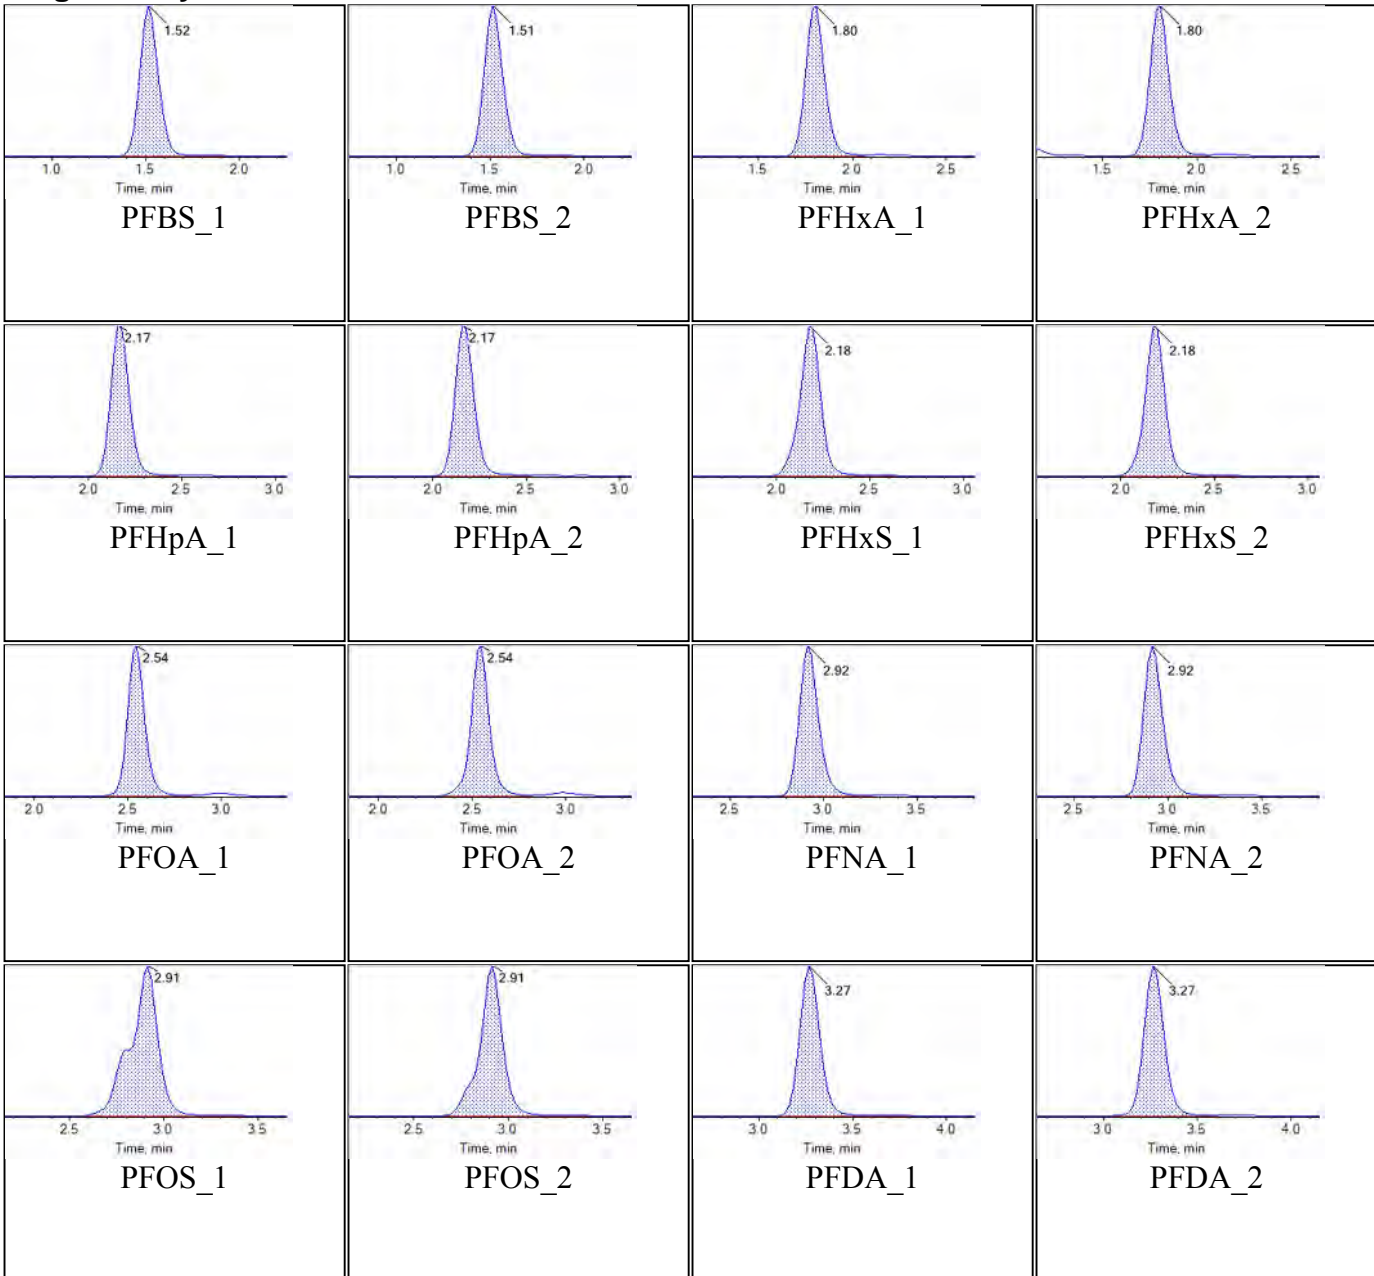 1.52
1.0 1.5 2.0
Time, min
PFBS_1
1.51
1.0 1.5 2.0
Time, min
PFBS_2
1.80
1.5 2.0 2.5
Time, min
PFHxA_1
1.80
1.5 2.0 2.5
Time, min
PFHxA_2
2.17
2.0 2.5 3.0
Time, min
PFHpA_1
2.17
2.0 2.5 3.0
Time, min
PFHpA_2
2.18
2.0 2.5 3.0
Time, min
PFHxS_1
2.18
2.0 2.5 3.0
Time, min
PFHxS_2
2.54
2.0 2.5 3.0
Time, min
PFOA_1
2.54
2.0 2.5 3.0
Time, min
PFOA_2
2.92
2.5 3.0 3.5
Time, min
PFNA_1
2.92
2.5 3.0 3.5
Time, min
PFNA_2
2.91
2.5 3.0 3.5
Time, min
PFOS_1
2.91
2.5 3.0 3.5
Time, min
PFOS_2
3.27
3.0 3.5 4.0
Time, min
PFDA_1
3.27
3.0 3.5 4.0
Time, min
PFDA_2